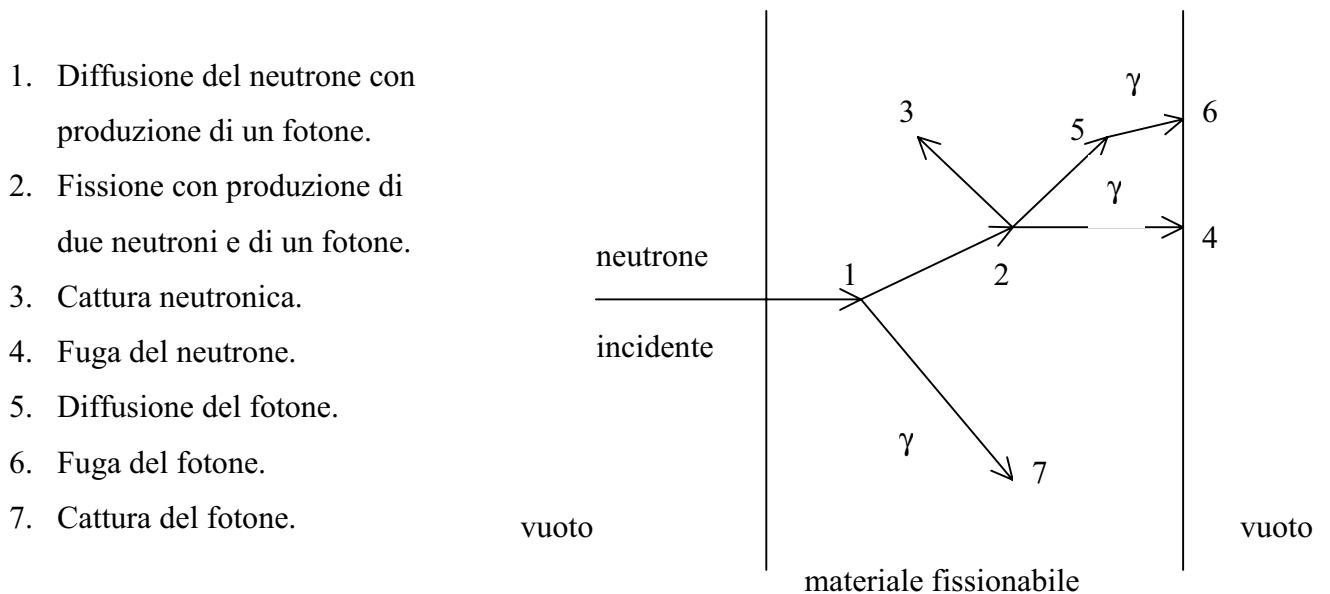 1. Diffusione del neutrone con
produzione di un fotone.
2. Fissione con produzione di
due neutroni e di un fotone.
3. Cattura neutronica.
4. Fuga del neutrone.
5. Diffusione del fotone.
6. Fuga del fotone.
7. Cattura del fotone.
γ
3
5
6
γ
4
neutrone
1
2
incidente
γ
7
vuoto
vuoto
materiale fissionabile